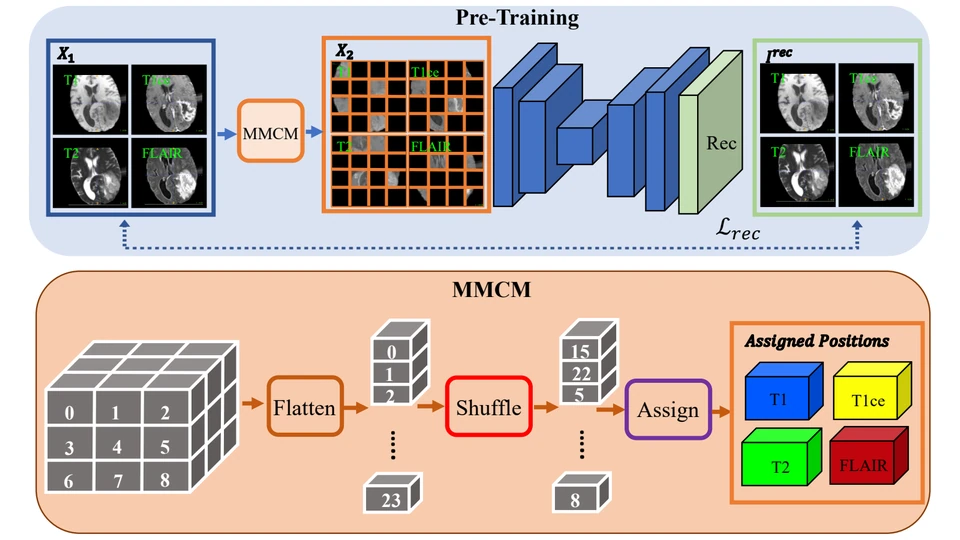 Pre-Training
X₁
T1
T1ce
T2
FLAIR
MMCM
X₂
T1
T1ce
T2
FLAIR
Rec
I^rec
T1
T1ce
T2
FLAIR
ℒ_rec
MMCM
0 1 2
3 4 5
6 7 8
Flatten
0
1
2
23
Shuffle
15
22
5
8
Assign
Assigned Positions
T1
T1ce
T2
FLAIR